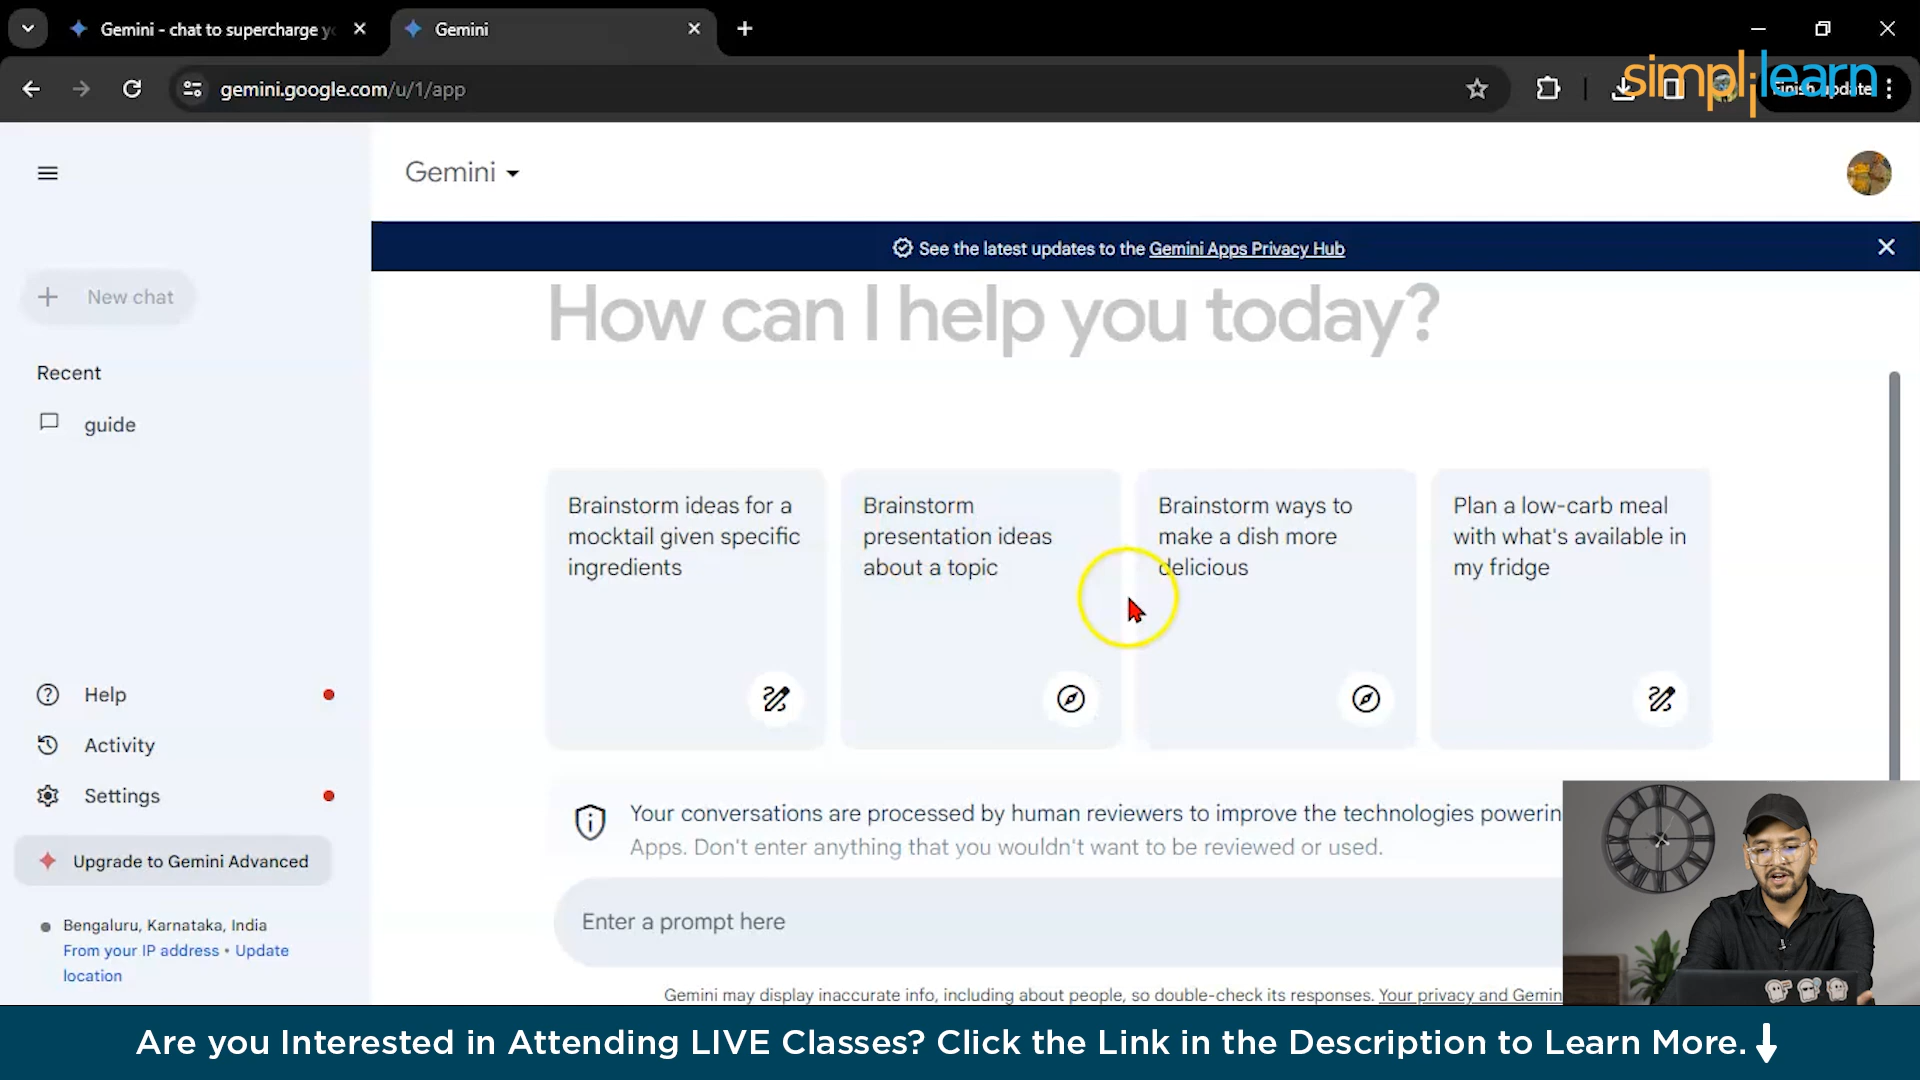 Gemini - chat to supercharge y
Gemini
gemini.google.com/u/1/app
simplilearn
Finish update
Gemini
See the latest updates to the Gemini Apps Privacy Hub
New chat
How can I help you today?
Recent
guide
Brainstorm ideas for a
mocktail given specific
ingredients
Brainstorm
presentation ideas
about a topic
Brainstorm ways to
make a dish more
delicious
Plan a low-carb meal
with what's available in
my fridge
Help
Activity
Settings
Upgrade to Gemini Advanced
Your conversations are processed by human reviewers to improve the technologies powerin
Apps. Don't enter anything that you wouldn't want to be reviewed or used.
Enter a prompt here
Bengaluru, Karnataka, India
From your IP address • Update
location
Gemini may display inaccurate info, including about people, so double-check its responses. Your privacy and Gemin
Are you Interested in Attending LIVE Classes? Click the Link in the Description to Learn More.